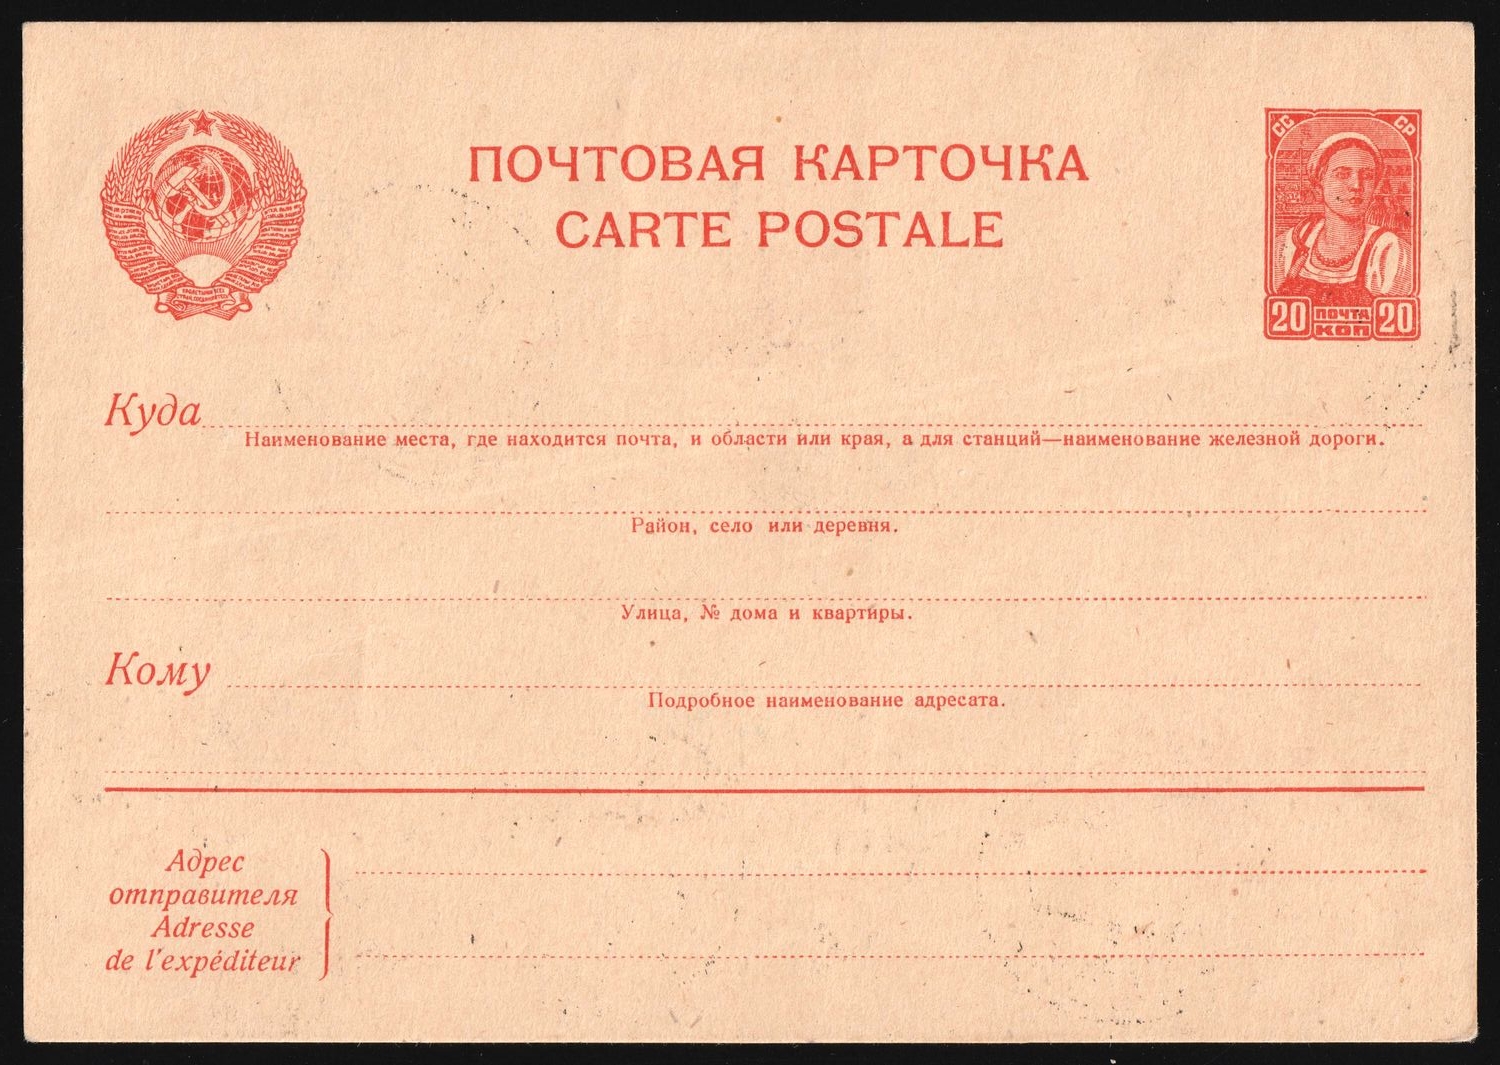 ПОЧТОВАЯ КАРТОЧКА
CARTE POSTALE
СС СР
20 ПОЧТА КОП 20
Куда
Наименование места, где находится почта, и области или края, а для станций—наименование железной дороги.
Район, село или деревня.
Улица, № дома и квартиры.
Кому
Подробное наименование адресата.
Адрес
отправителя
Adresse
de l'expéditeur